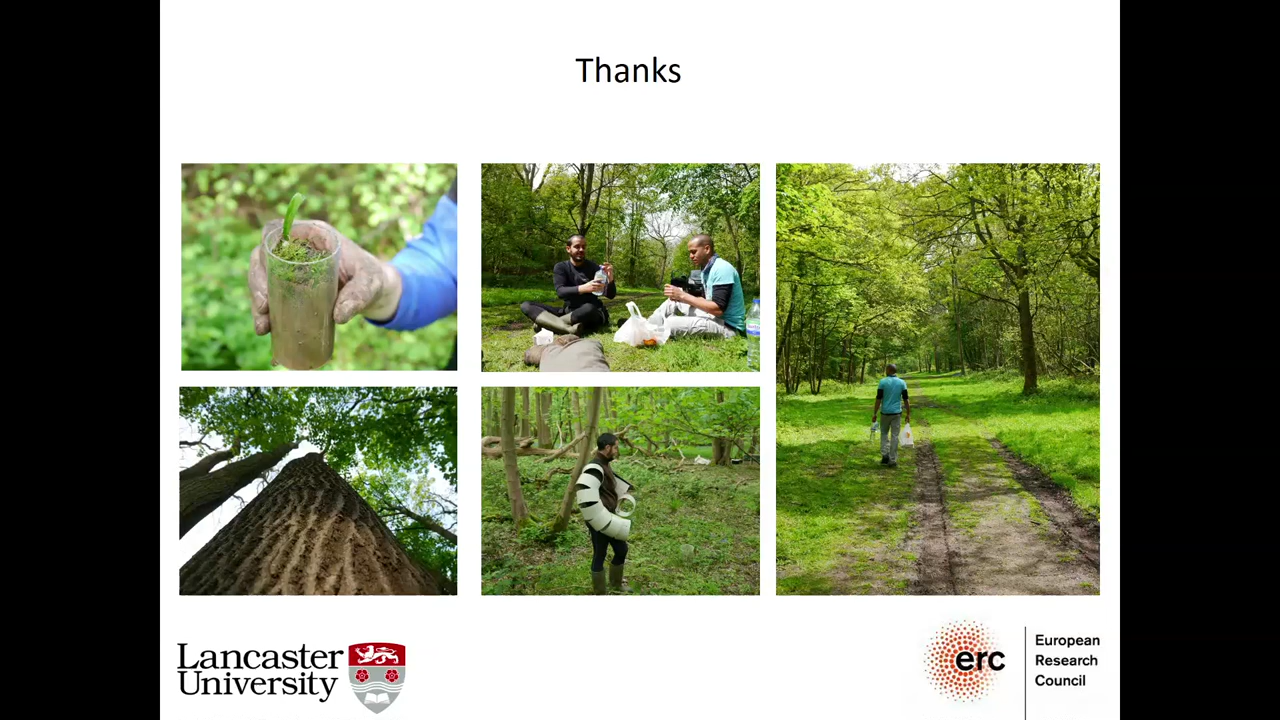 Thanks
Lancaster
University
erc
European
Research
Council